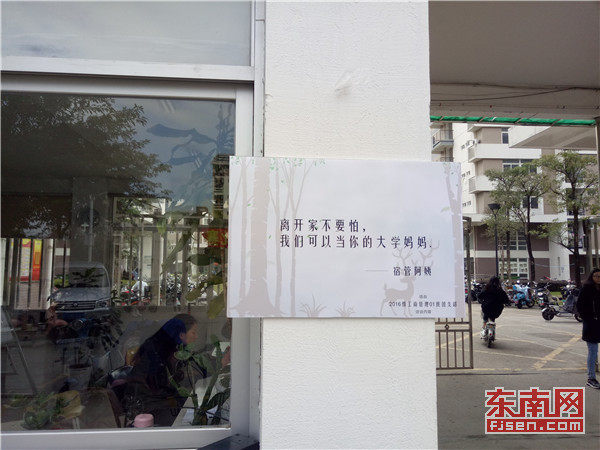 离开家不要怕，
我们可以当你的大学妈妈.
——宿管阿姨
东南网
FJSEN.COM